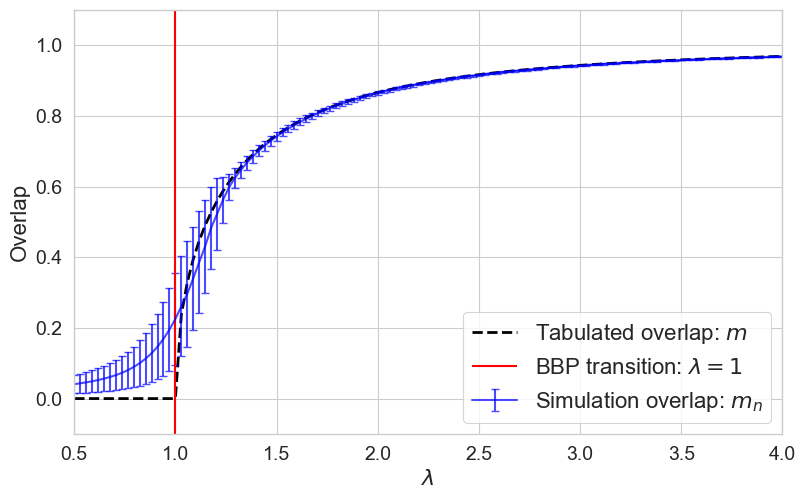 1.0
0.8
0.6
0.4
0.2
0.0
Overlap
Tabulated overlap: m
BBP transition: λ = 1
Simulation overlap: mₙ
0.5 1.0 1.5 2.0 2.5 3.0 3.5 4.0
λ